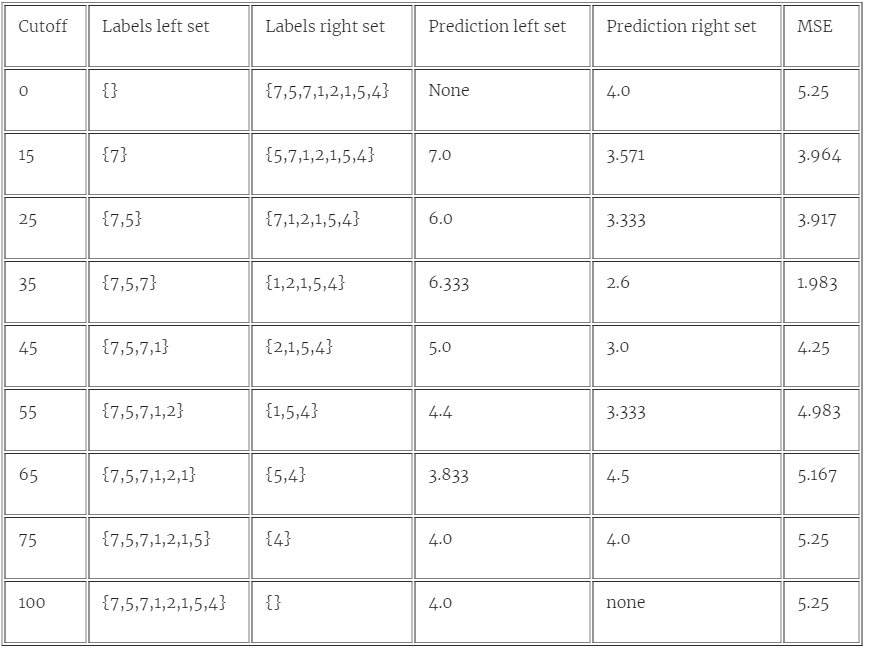 Cutoff Labels left set Labels right set Prediction left set Prediction right set MSE
0 {} {7,5,7,1,2,1,5,4} None 4.0 5.25
15 {7} {5,7,1,2,1,5,4} 7.0 3.571 3.964
25 {7,5} {7,1,2,1,5,4} 6.0 3.333 3.917
35 {7,5,7} {1,2,1,5,4} 6.333 2.6 1.983
45 {7,5,7,1} {2,1,5,4} 5.0 3.0 4.25
55 {7,5,7,1,2} {1,5,4} 4.4 3.333 4.983
65 {7,5,7,1,2,1} {5,4} 3.833 4.5 5.167
75 {7,5,7,1,2,1,5} {4} 4.0 4.0 5.25
100 {7,5,7,1,2,1,5,4} {} 4.0 none 5.25